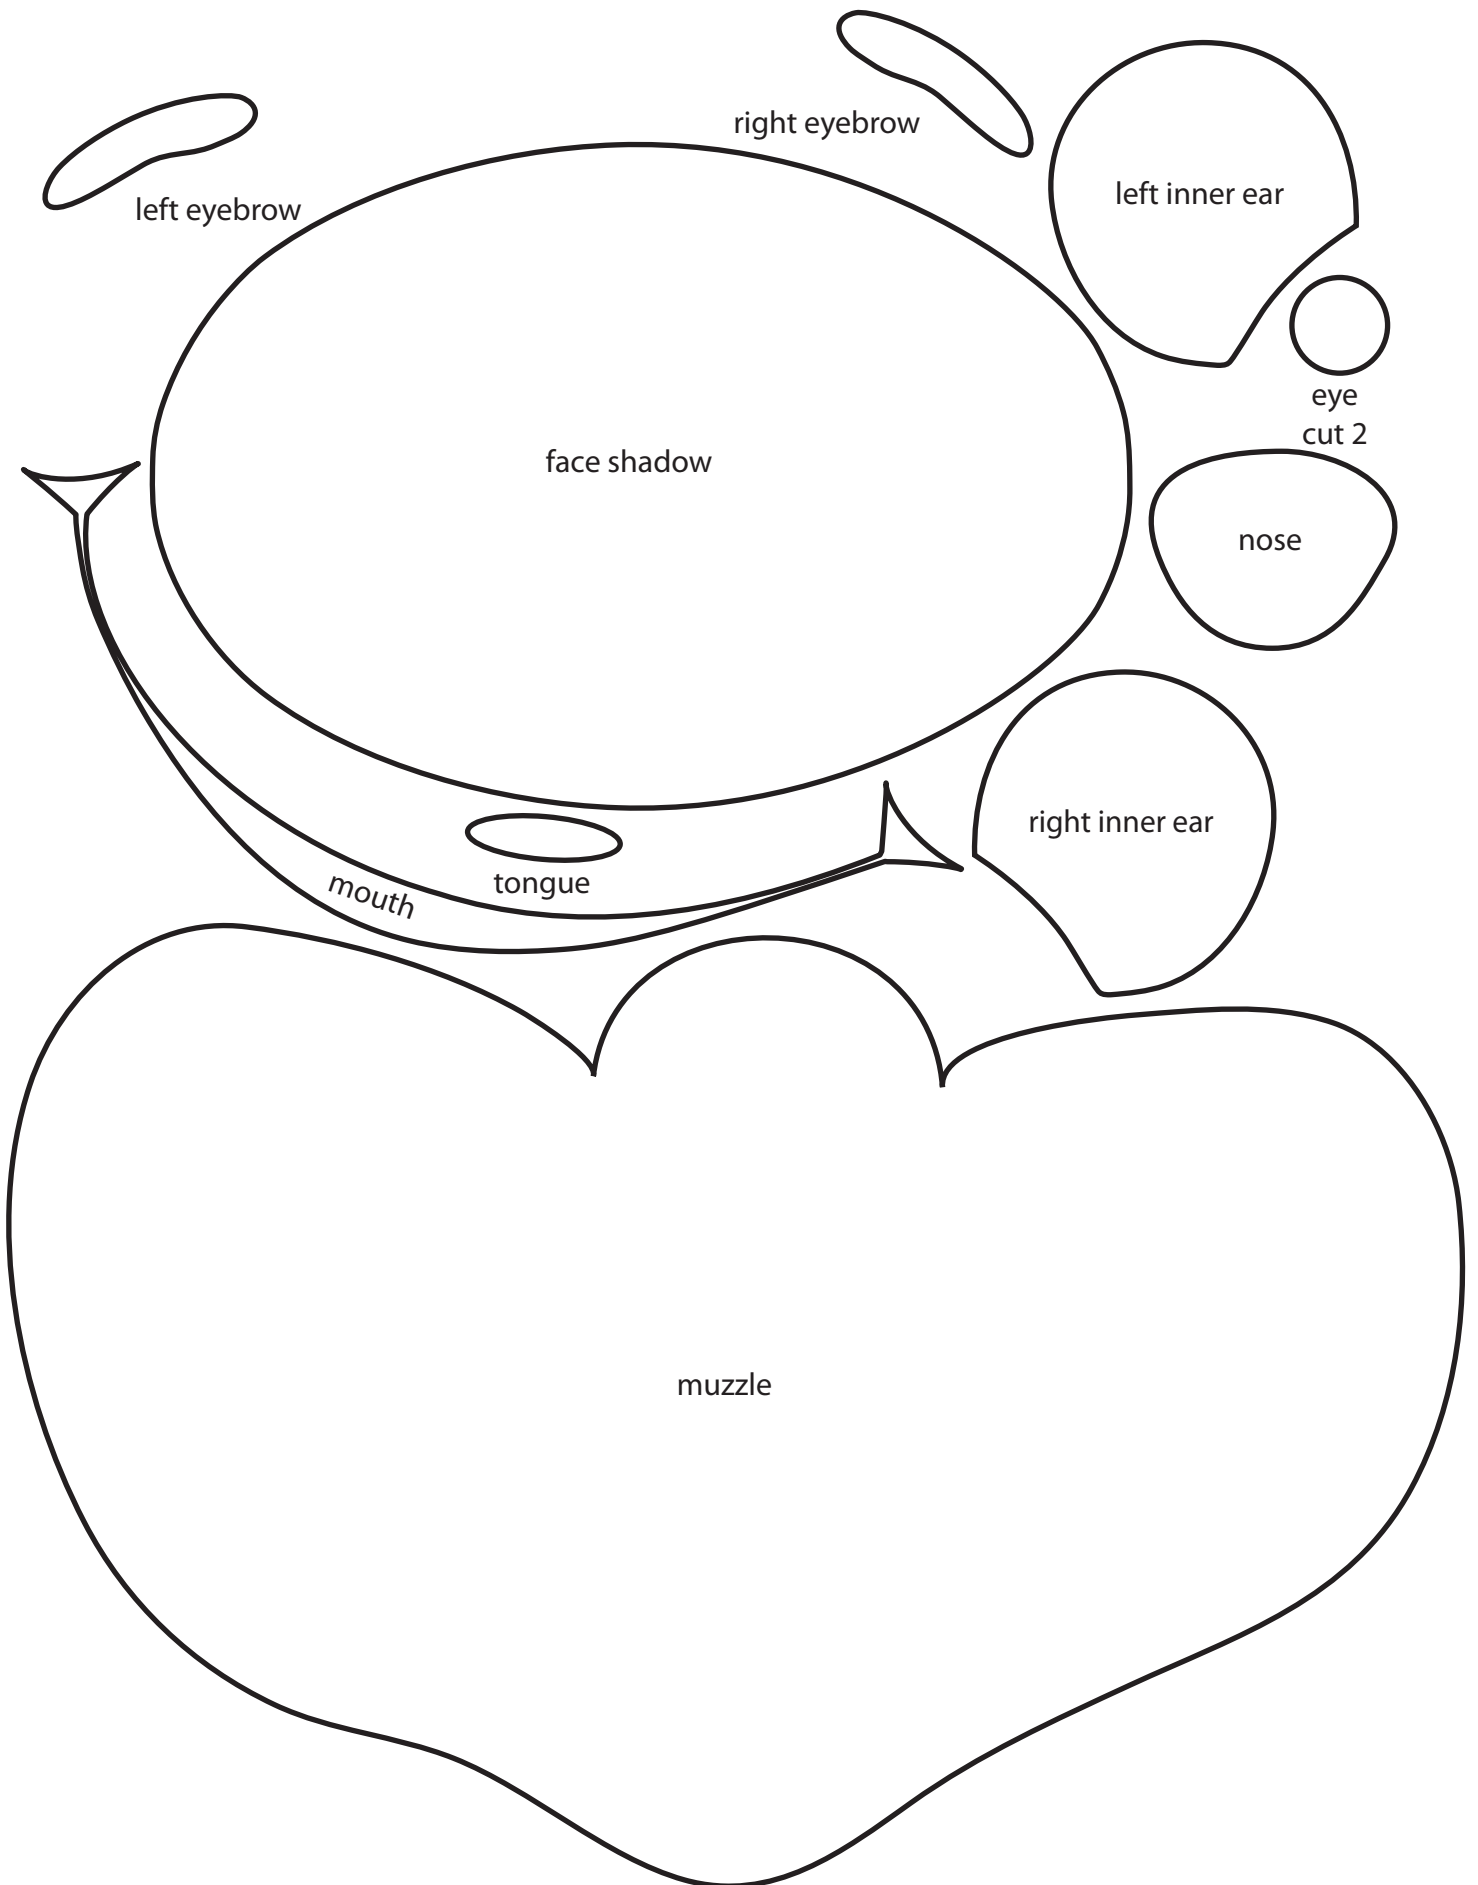 right eyebrow
left eyebrow
left inner ear
eye
cut 2
face shadow
nose
right inner ear
tongue
mouth
muzzle